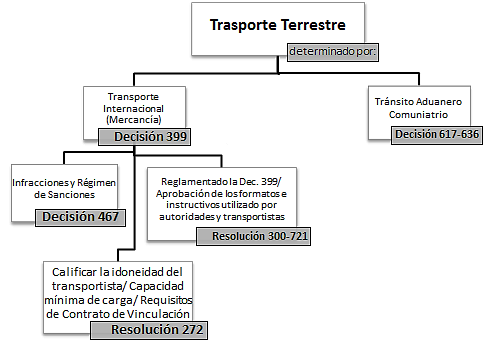 Trasporte Terrestre
determinado por:
Transporte
Internacional
(Mercancía)
Decisión 399
Tránsito Aduanero
Comuniatrio
Decisión 617-636
Infracciones y Régimen
de Sanciones
Decisión 467
Reglamentado la Dec. 399/
Aprobación de los formatos e
instructivos utilizado por
autoridades y transportistas
Resolución 300-721
Calificar la idoneidad del
transportista/ Capacidad
mínima de carga/ Requisitos
de Contrato de Vinculación
Resolución 272